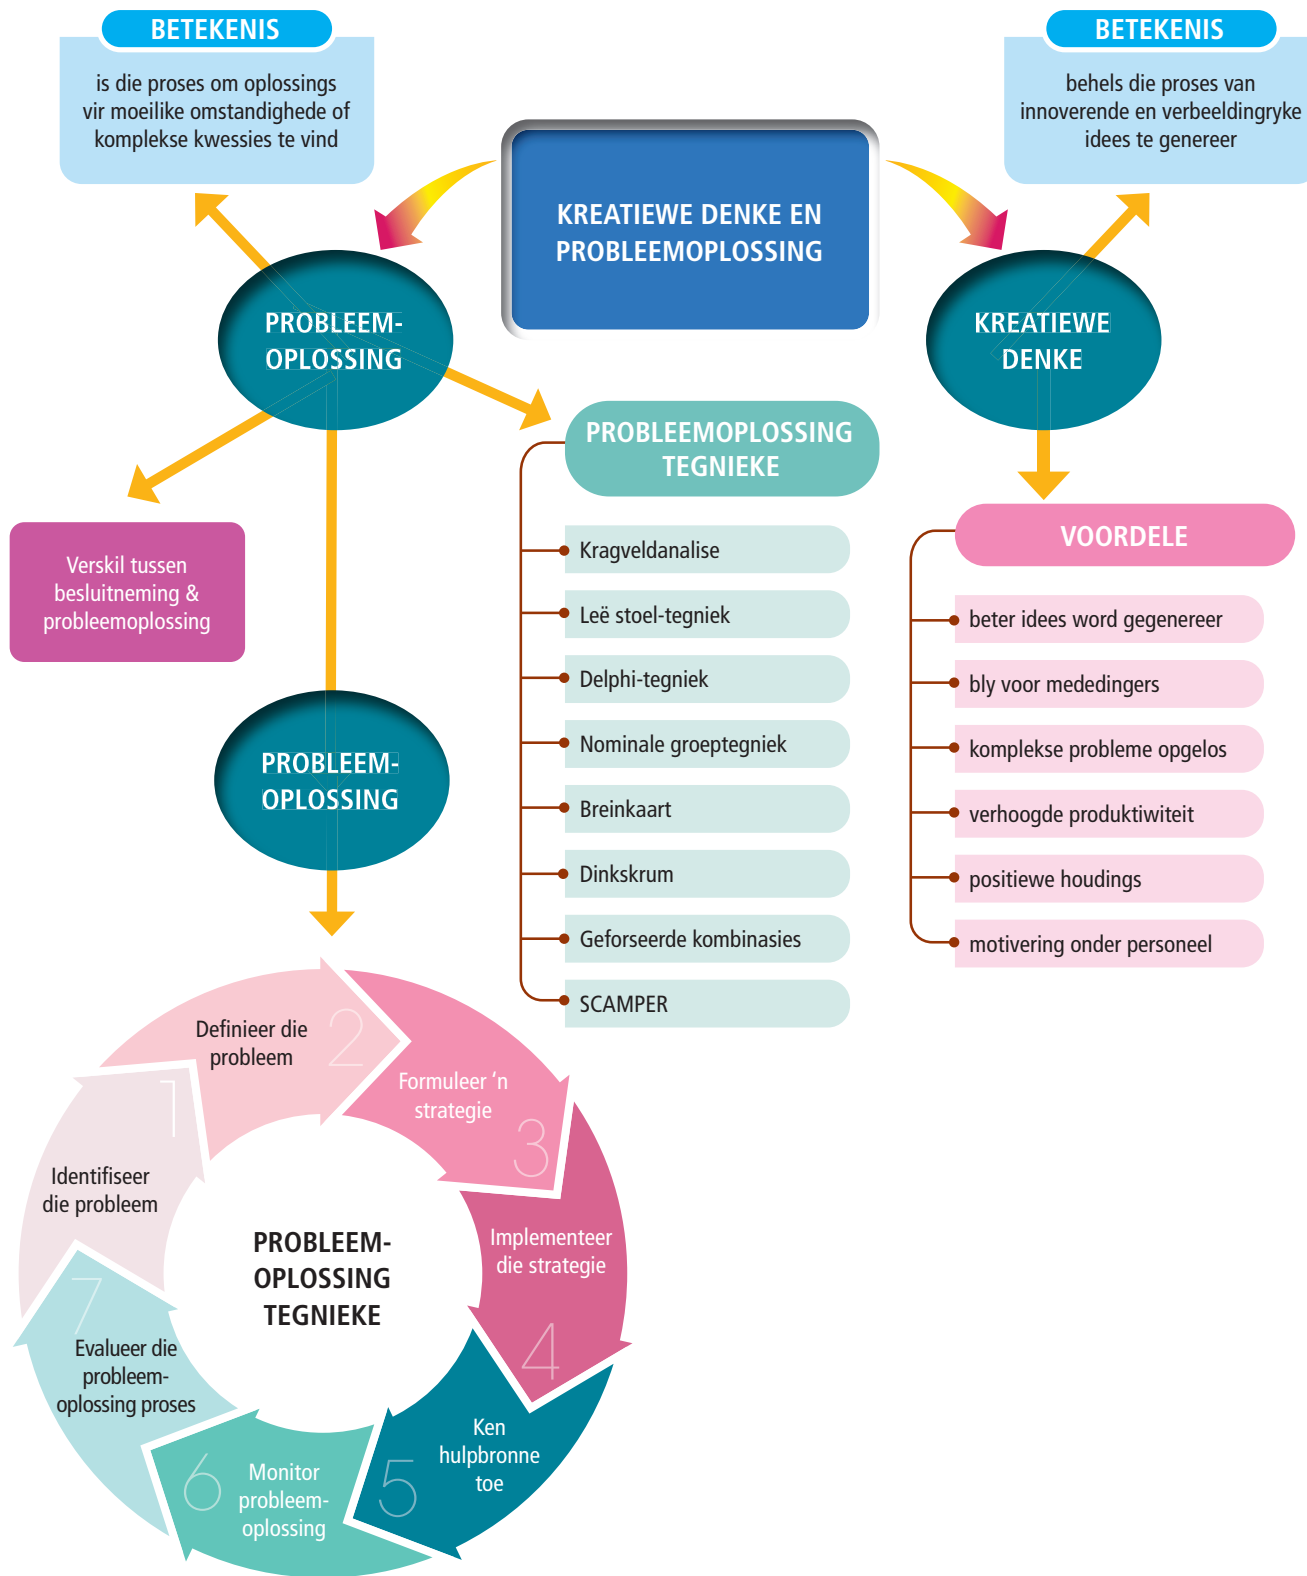 BETEKENIS
is die proses om oplossings
vir moeilike omstandighede of
komplekse kwessies te vind
BETEKENIS
behels die proses van
innoverende en verbeeldingryke
idees te genereer
KREATIEWE DENKE EN
PROBLEEMOPLOSSING
PROBLEEM-
OPLOSSING
KREATIEWE
DENKE
Verskil tussen
besluitneming &
probleemoplossing
PROBLEEMOPLOSSING
TEGNIEKE
Kragveldanalise
Leë stoel-tegniek
Delphi-tegniek
Nominale groeptegniek
Breinkaart
Dinkskrum
Geforseerde kombinasies
SCAMPER
VOORDELE
beter idees word gegenereer
bly voor mededingers
komplekse probleme opgelos
verhoogde produktiwiteit
positiewe houdings
motivering onder personeel
PROBLEEM-
OPLOSSING
PROBLEEM-
OPLOSSING
TEGNIEKE
1
Identifiseer
die probleem
2
Definieer die
probleem
3
Formuleer ’n
strategie
4
Implementeer
die strategie
5
Ken
hulpbronne
toe
6
Monitor
probleem-
oplossing
7
Evalueer die
probleem-
oplossing proses